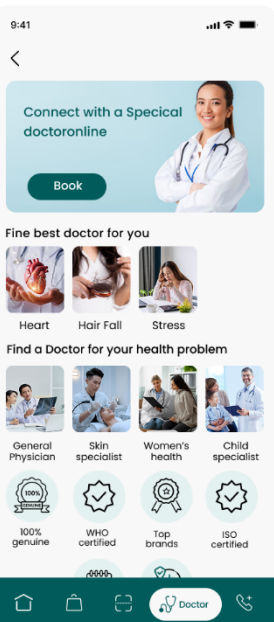 9:41
Connect with a Specical
doctoronline
Book
Fine best doctor for you
Heart
Hair Fall
Stress
Find a Doctor for your health problem
General
Physician
Skin
specialist
Women's
health
Child
specialist
100%
GENUINE
100%
genuine
WHO
certified
Top
brands
ISO
certified
Doctor